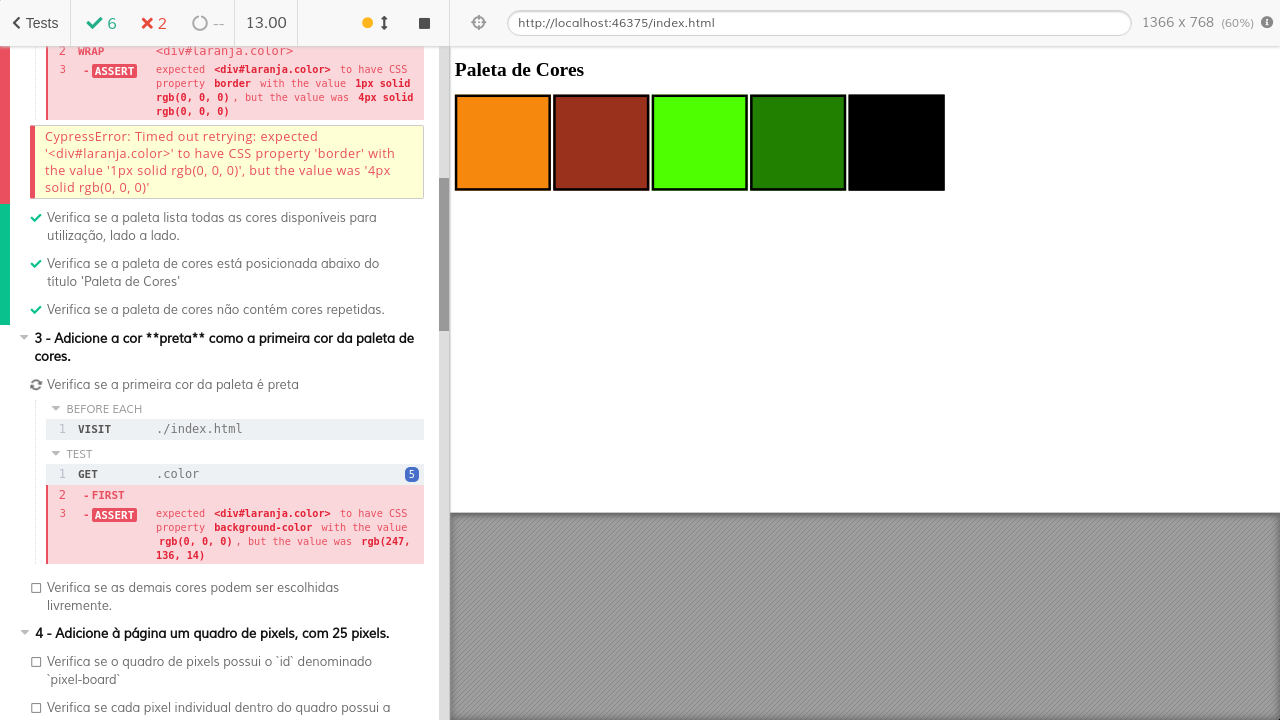 Tests
6
2
--
13.00
http://localhost:46375/index.html
1366 x 768 (60%)
2 WRAP <div#laranja.color>
3 - ASSERT expected <div#laranja.color> to have CSS
property border with the value 1px solid
rgb(0, 0, 0) , but the value was 4px solid
rgb(0, 0, 0)
CypressError: Timed out retrying: expected
'<div#laranja.color>' to have CSS property 'border' with
the value '1px solid rgb(0, 0, 0)', but the value was '4px
solid rgb(0, 0, 0)'
Verifica se a paleta lista todas as cores disponíveis para
utilização, lado a lado.
Verifica se a paleta de cores está posicionada abaixo do
título 'Paleta de Cores'
Verifica se a paleta de cores não contém cores repetidas.
3 - Adicione a cor **preta** como a primeira cor da paleta de
cores.
Verifica se a primeira cor da paleta é preta
BEFORE EACH
1 VISIT ./index.html
TEST
1 GET .color 5
2 - FIRST
3 - ASSERT expected <div#laranja.color> to have CSS
property background-color with the value
rgb(0, 0, 0) , but the value was rgb(247,
136, 14)
Verifica se as demais cores podem ser escolhidas
livremente.
4 - Adicione à página um quadro de pixels, com 25 pixels.
Verifica se o quadro de pixels possui o `id` denominado
`pixel-board`
Verifica se cada pixel individual dentro do quadro possui a
Paleta de Cores